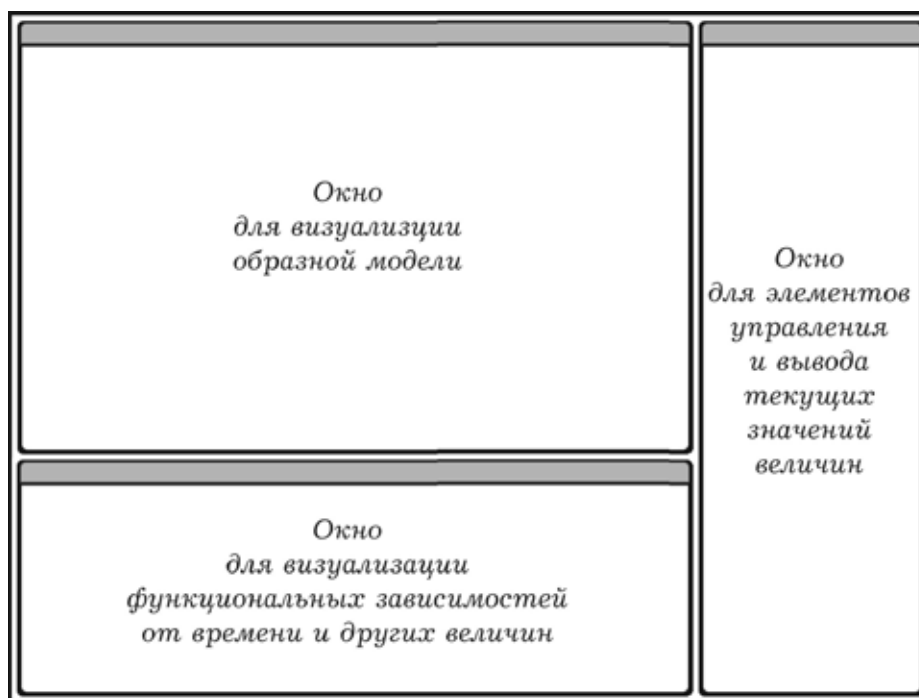 Окно
для визуализции
образной модели
Окно
для элементов
управления
и вывода
текущих
значений
величин
Окно
для визуализации
функциональных зависимостей
от времени и других величин